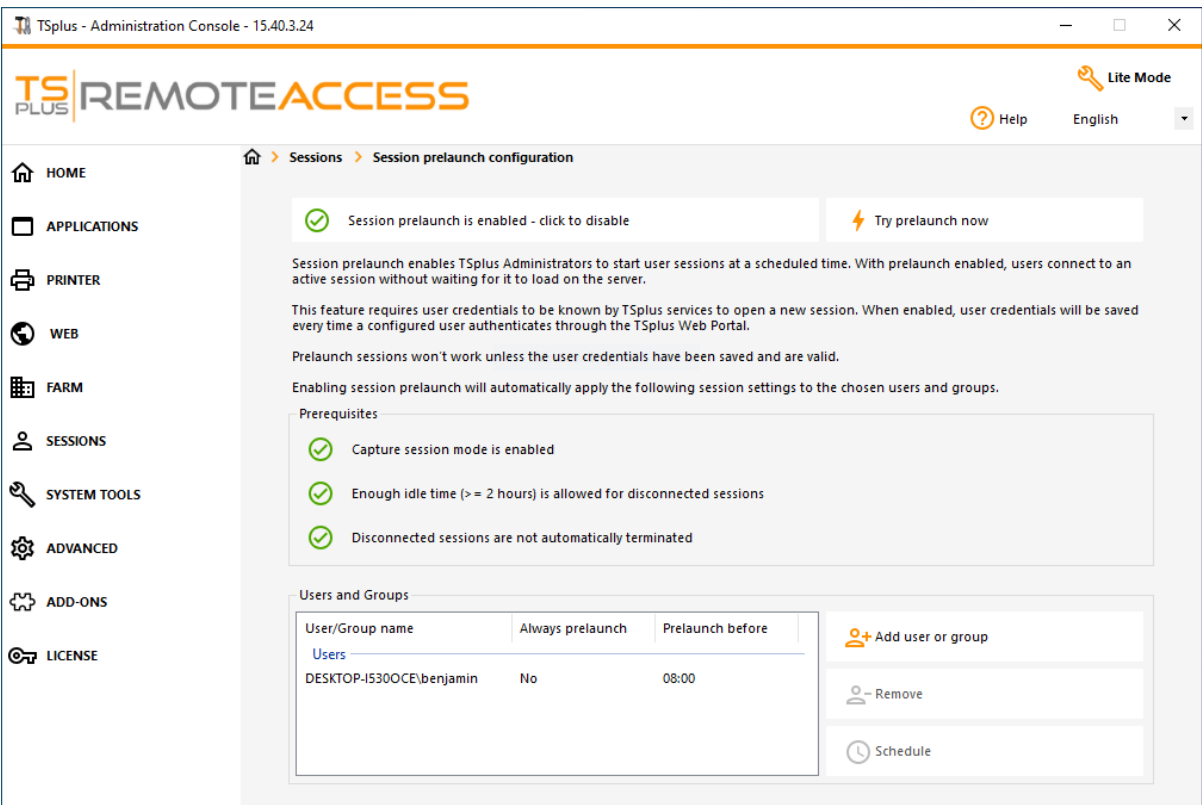 TSplus - Administration Console - 15.40.3.24
TS PLUS REMOTEACCESS
Lite Mode
Help
English
HOME
APPLICATIONS
PRINTER
WEB
FARM
SESSIONS
SYSTEM TOOLS
ADVANCED
ADD-ONS
LICENSE
Sessions > Session prelaunch configuration
Session prelaunch is enabled - click to disable
Try prelaunch now
Session prelaunch enables TSplus Administrators to start user sessions at a scheduled time. With prelaunch enabled, users connect to an
active session without waiting for it to load on the server.
This feature requires user credentials to be known by TSplus services to open a new session. When enabled, user credentials will be saved
every time a configured user authenticates through the TSplus Web Portal.
Prelaunch sessions won't work unless the user credentials have been saved and are valid.
Enabling session prelaunch will automatically apply the following session settings to the chosen users and groups.
Prerequisites
Capture session mode is enabled
Enough idle time (>= 2 hours) is allowed for disconnected sessions
Disconnected sessions are not automatically terminated
Users and Groups
User/Group name Always prelaunch Prelaunch before
Users
DESKTOP-I530OCE\benjamin No 08:00
Add user or group
Remove
Schedule